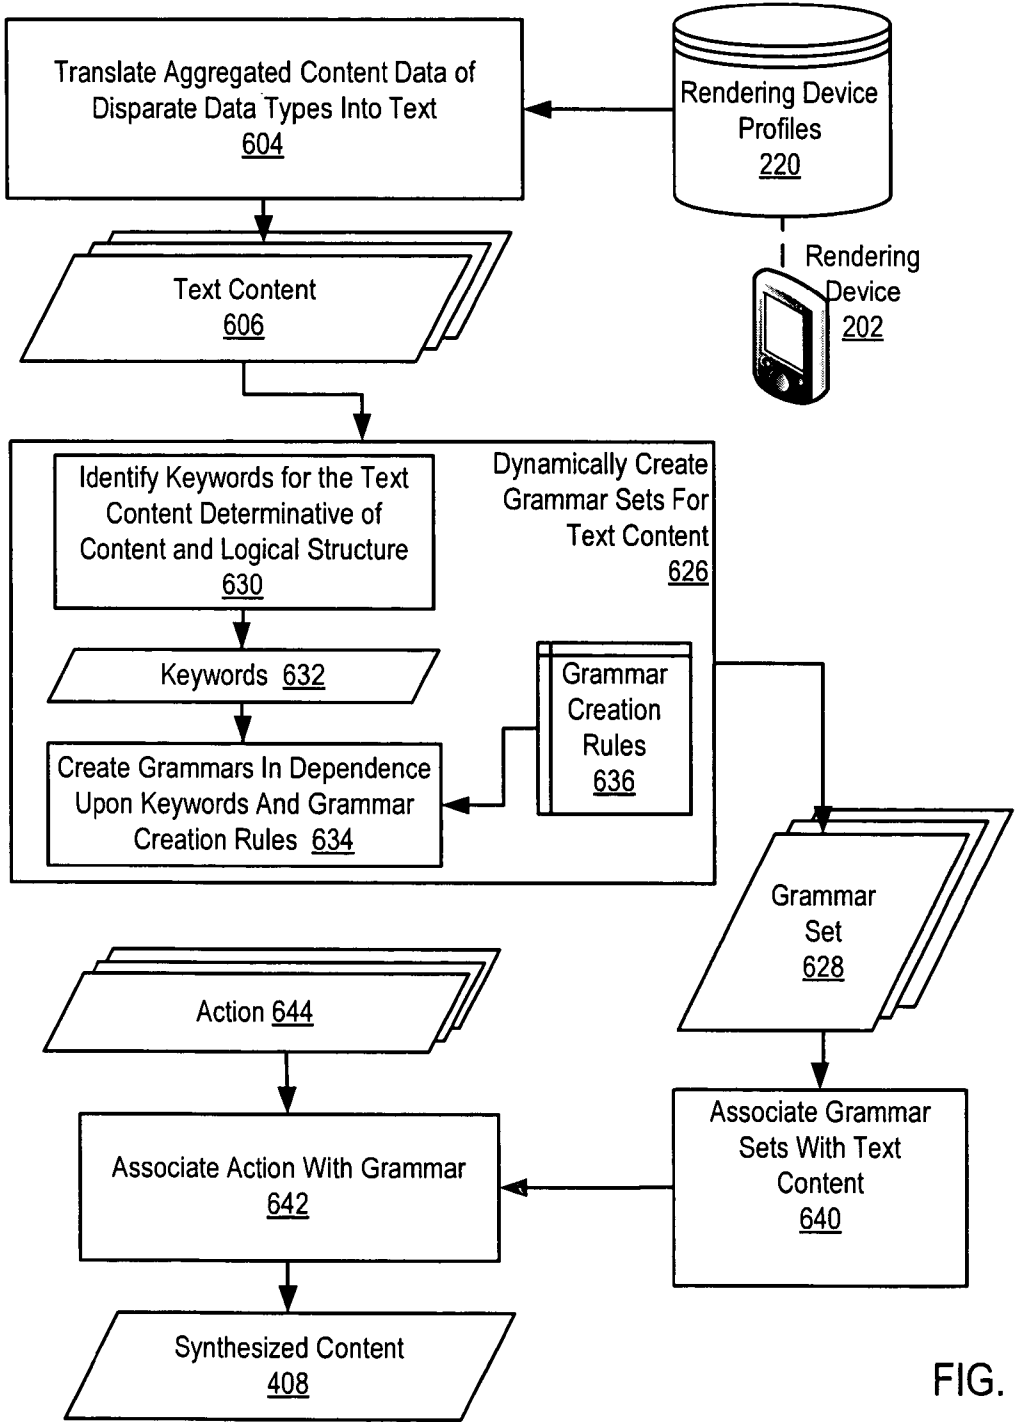 Translate Aggregated Content Data of
Disparate Data Types Into Text
604
Rendering Device
Profiles
220
Rendering
Device
202
Text Content
606
Identify Keywords for the Text
Content Determinative of
Content and Logical Structure
630
Dynamically Create
Grammar Sets For
Text Content
626
Keywords 632
Grammar
Creation
Rules
636
Create Grammars In Dependence
Upon Keywords And Grammar
Creation Rules 634
Grammar
Set
628
Action 644
Associate Grammar
Sets With Text
Content
640
Associate Action With Grammar
642
Synthesized Content
408
FIG.